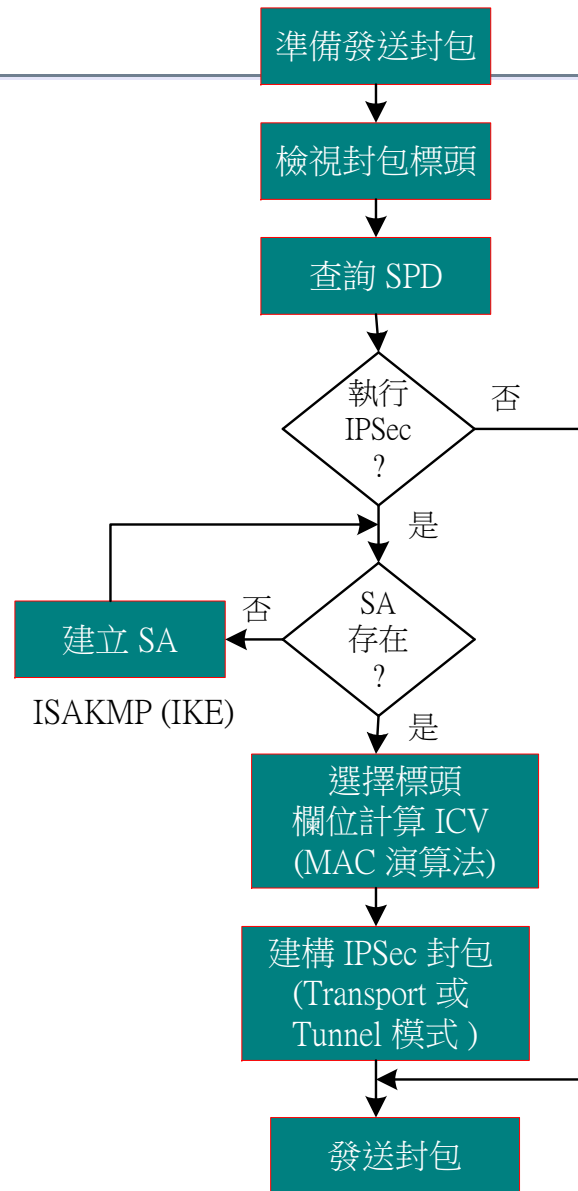 準備發送封包
檢視封包標頭
查詢 SPD
執行
IPSec
?
否
是
SA
存在
?
否
建立 SA
ISAKMP (IKE)
是
選擇標頭
欄位計算 ICV
(MAC 演算法)
建構 IPSec 封包
(Transport 或
Tunnel 模式 )
發送封包